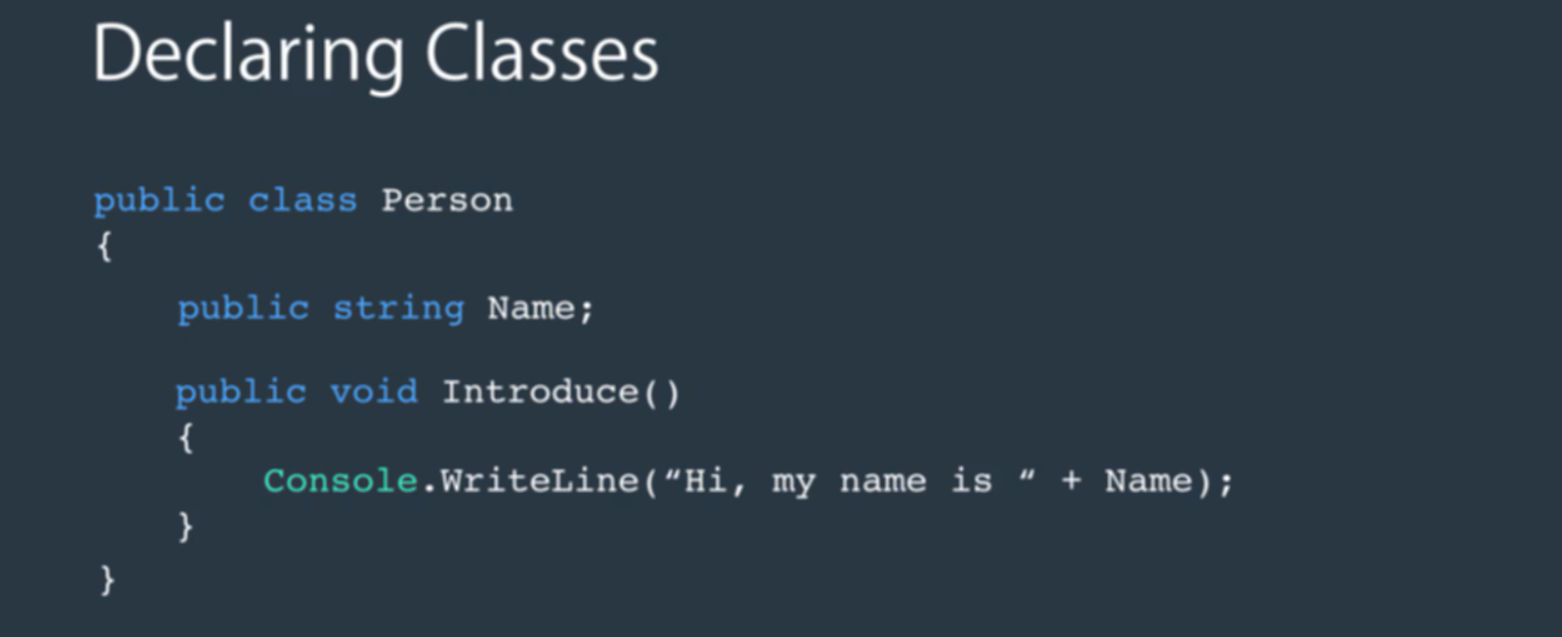 Declaring Classes
public class Person
{
public string Name;
public void Introduce()
{
Console.WriteLine(“Hi, my name is “ + Name);
}
}